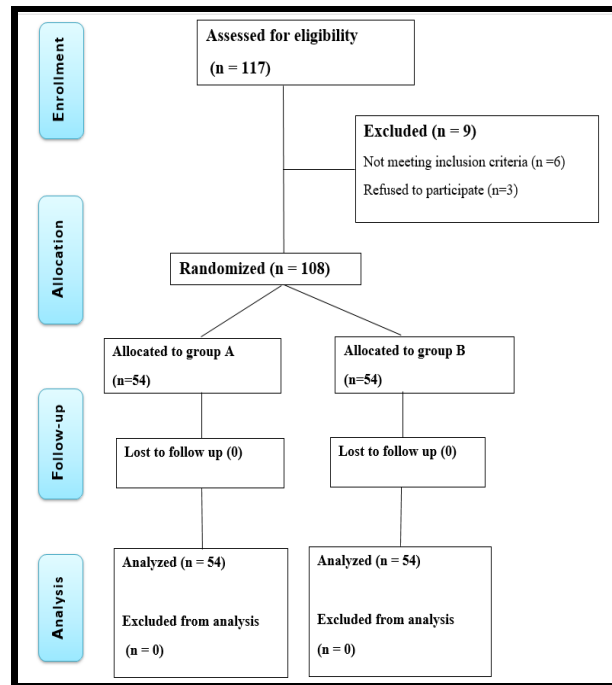 Enrollment
Assessed for eligibility
(n = 117)
Excluded (n = 9)
Not meeting inclusion criteria (n =6)
Refused to participate (n=3)
Allocation
Randomized (n = 108)
Allocated to group A
(n=54)
Allocated to group B
(n=54)
Follow-up
Lost to follow up (0)
Lost to follow up (0)
Analysis
Analyzed (n = 54)
Excluded from analysis
(n = 0)
Analyzed (n = 54)
Excluded from analysis
(n = 0)